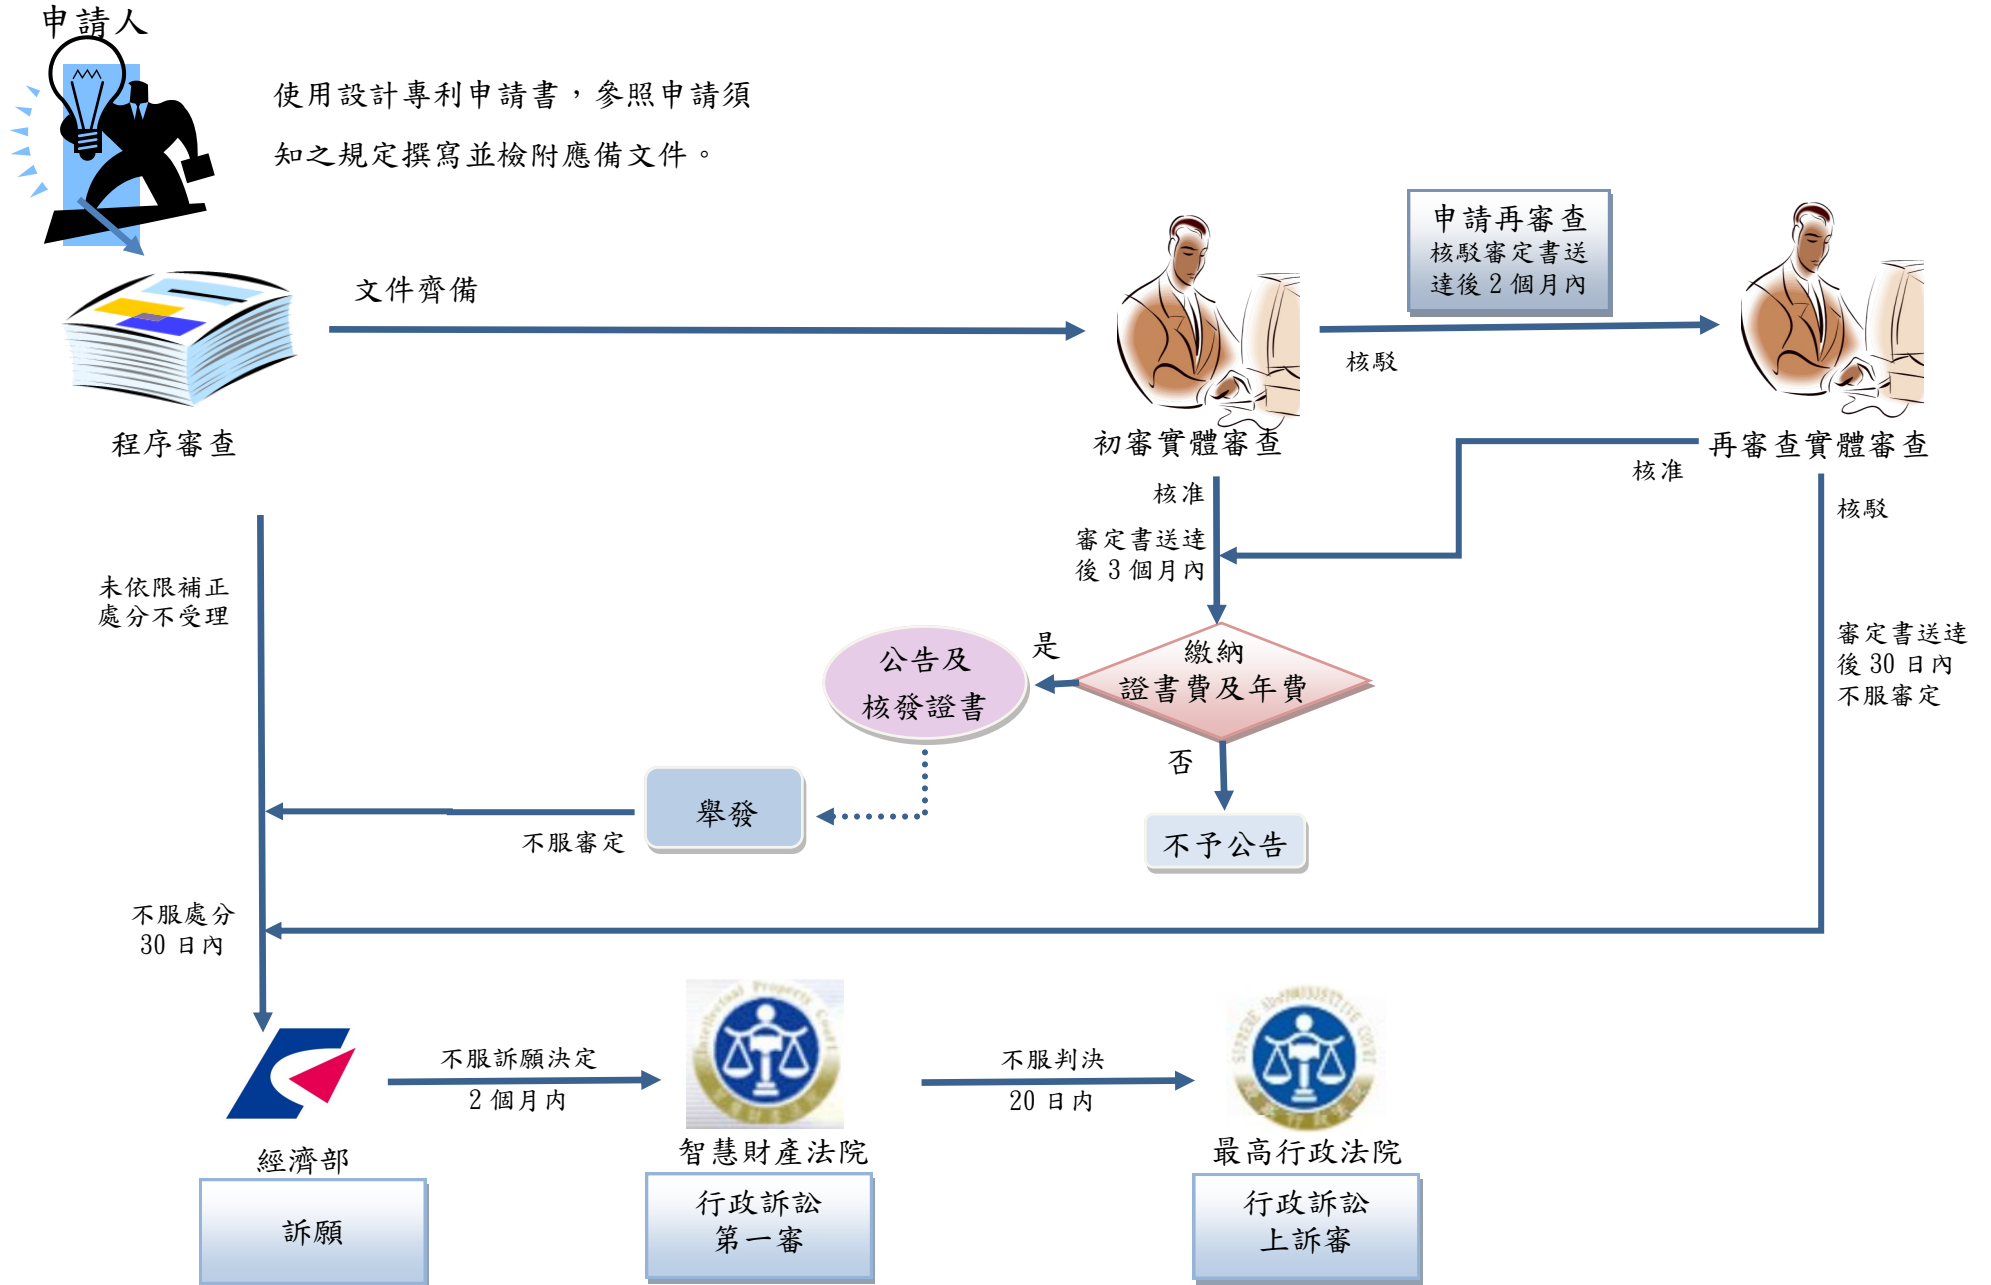 申請人
使用設計專利申請書，參照申請須
知之規定撰寫並檢附應備文件。
申請再審查
核駁審定書送
達後 2 個月內
文件齊備
核駁
程序審查
初審實體審查
再審查實體審查
核准
核准
核駁
審定書送達
後 3 個月內
未依限補正
處分不受理
審定書送達
後 30 日內
不服審定
公告及
核發證書
是
繳納
證書費及年費
否
舉發
不服審定
不予公告
不服處分
30 日內
不服訴願決定
2 個月內
Intellectual Property Court
不服判決
20 日內
經濟部
訴願
智慧財產法院
行政訴訟
第一審
最高行政法院
行政訴訟
上訴審